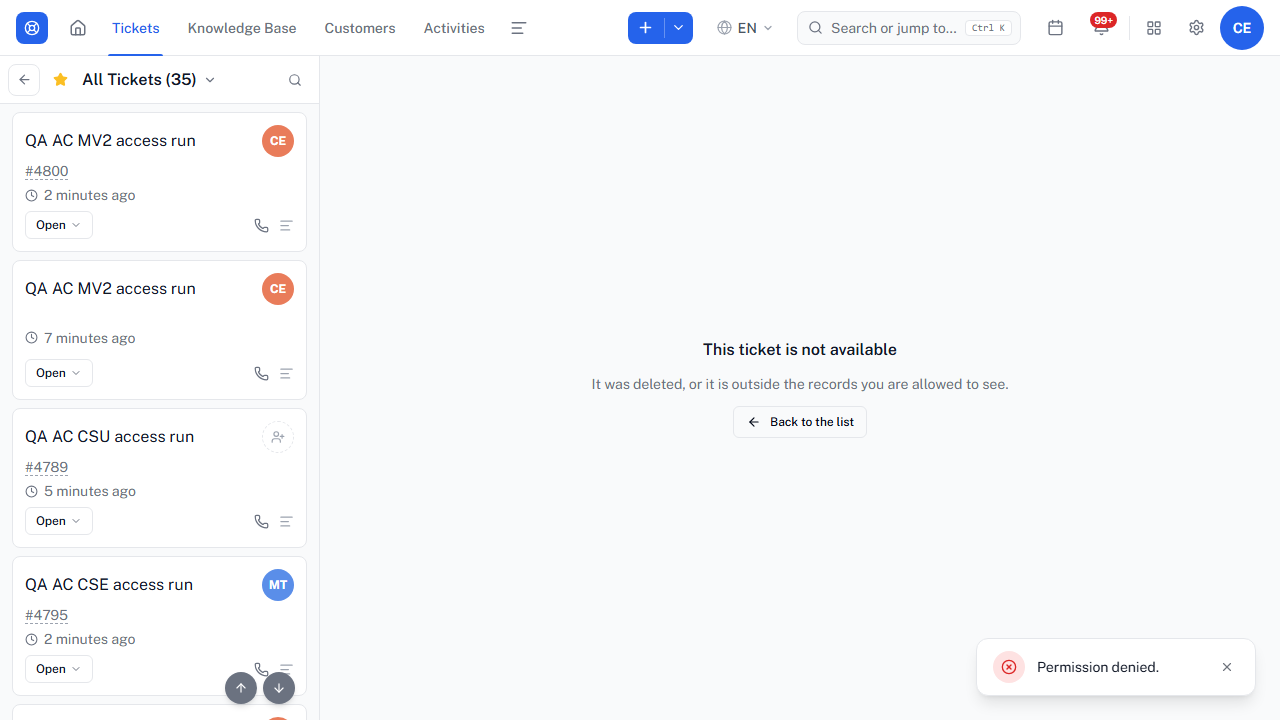 Tickets
Knowledge Base
Customers
Activities
EN
Search or jump to...
Ctrl K
99+
CE
All Tickets (35)
QA AC MV2 access run
CE
#4800
2 minutes ago
Open
QA AC MV2 access run
CE
7 minutes ago
Open
QA AC CSU access run
#4789
5 minutes ago
Open
QA AC CSE access run
MT
#4795
2 minutes ago
Open
This ticket is not available
It was deleted, or it is outside the records you are allowed to see.
Back to the list
Permission denied.